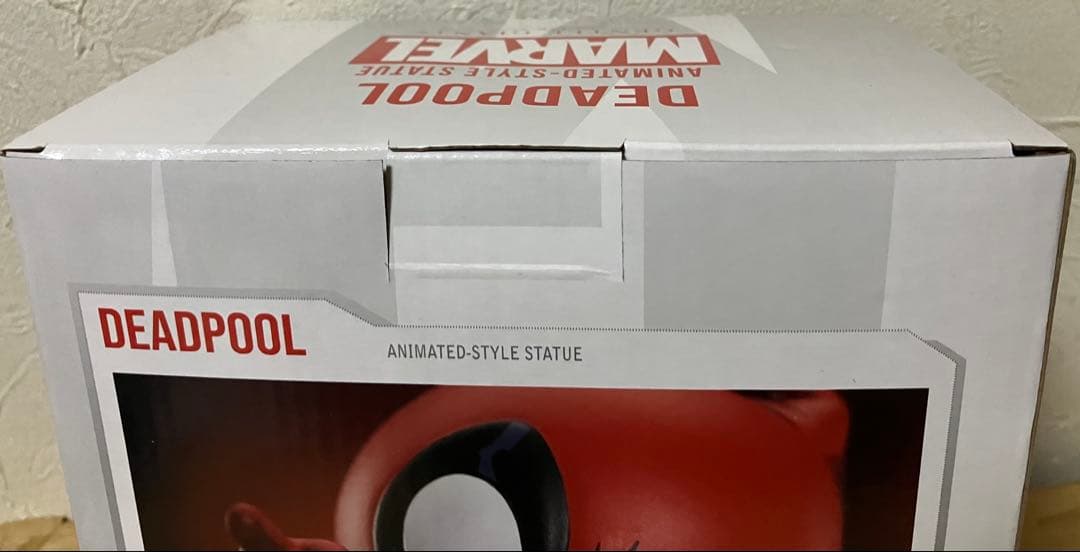 MARVEL
ANIMATED-STYLE STATUE
DEADPOOL
DEADPOOL
ANIMATED-STYLE STATUE